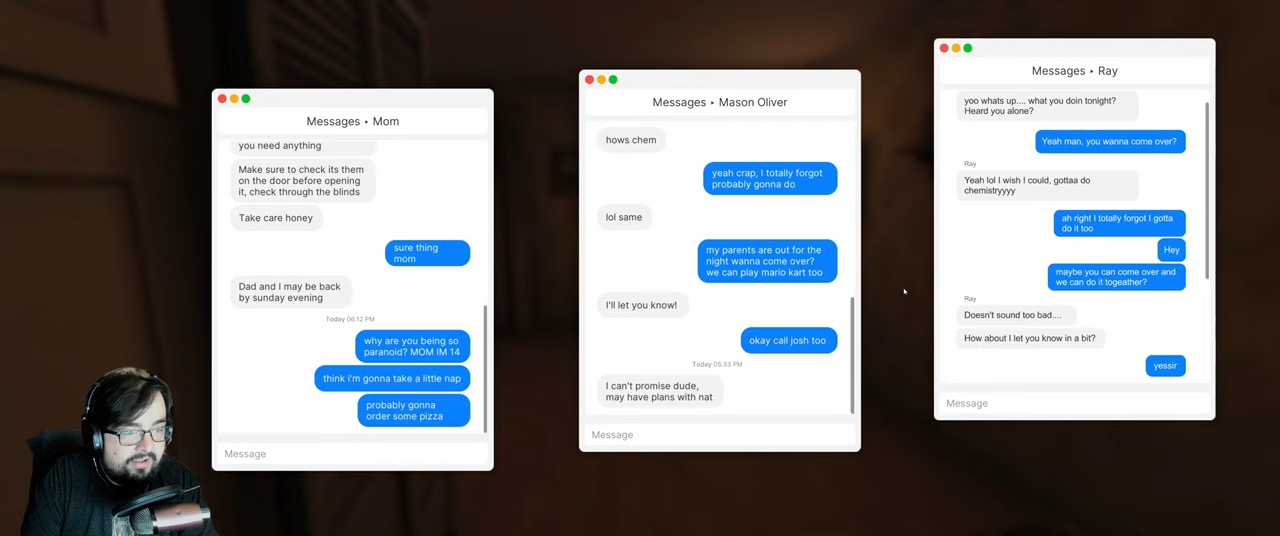 Messages ‣ Mom
you need anything
Make sure to check its them
on the door before opening
it, check through the blinds
Take care honey
sure thing
mom
Dad and I may be back
by sunday evening
Today 06:12 PM
why are you being so
paranoid? MOM IM 14
think i'm gonna take a little nap
probably gonna
order some pizza
Message
Messages ‣ Mason Oliver
hows chem
yeah crap, I totally forgot
probably gonna do
lol same
my parents are out for the
night wanna come over?
we can play mario kart too
I'll let you know!
okay call josh too
Today 05:33 PM
I can't promise dude,
may have plans with nat
Message
Messages ‣ Ray
yoo whats up.... what you doin tonight?
Heard you alone?
Yeah man, you wanna come over?
Ray
Yeah lol I wish I could, gottaa do
chemistryyyy
ah right I totally forgot I gotta
do it too
Hey
maybe you can come over and
we can do it togeather?
Ray
Doesn't sound too bad....
How about I let you know in a bit?
yessir
Message